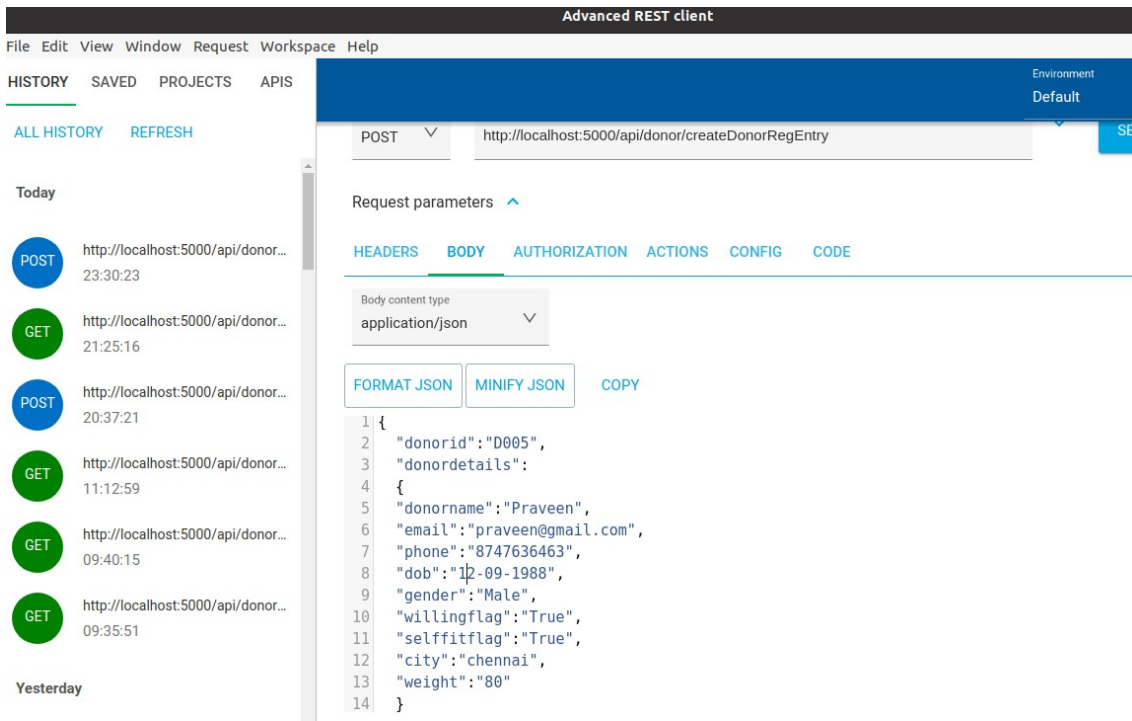 Advanced REST client
File Edit View Window Request Workspace Help
HISTORY SAVED PROJECTS APIS
ALL HISTORY REFRESH
Today
POST http://localhost:5000/api/donor...
23:30:23
GET http://localhost:5000/api/donor...
21:25:16
POST http://localhost:5000/api/donor...
20:37:21
GET http://localhost:5000/api/donor...
11:12:59
GET http://localhost:5000/api/donor...
09:40:15
GET http://localhost:5000/api/donor...
09:35:51
Yesterday
Environment
Default
POST http://localhost:5000/api/donor/createDonorRegEntry SE
Request parameters
HEADERS BODY AUTHORIZATION ACTIONS CONFIG CODE
Body content type
application/json
FORMAT JSON MINIFY JSON COPY
1 {
2 "donorid":"D005",
3 "donordetails":
4 {
5 "donorname":"Praveen",
6 "email":"praveen@gmail.com",
7 "phone":"8747636463",
8 "dob":"12-09-1988",
9 "gender":"Male",
10 "willingflag":"True",
11 "selffitflag":"True",
12 "city":"chennai",
13 "weight":"80"
14 }